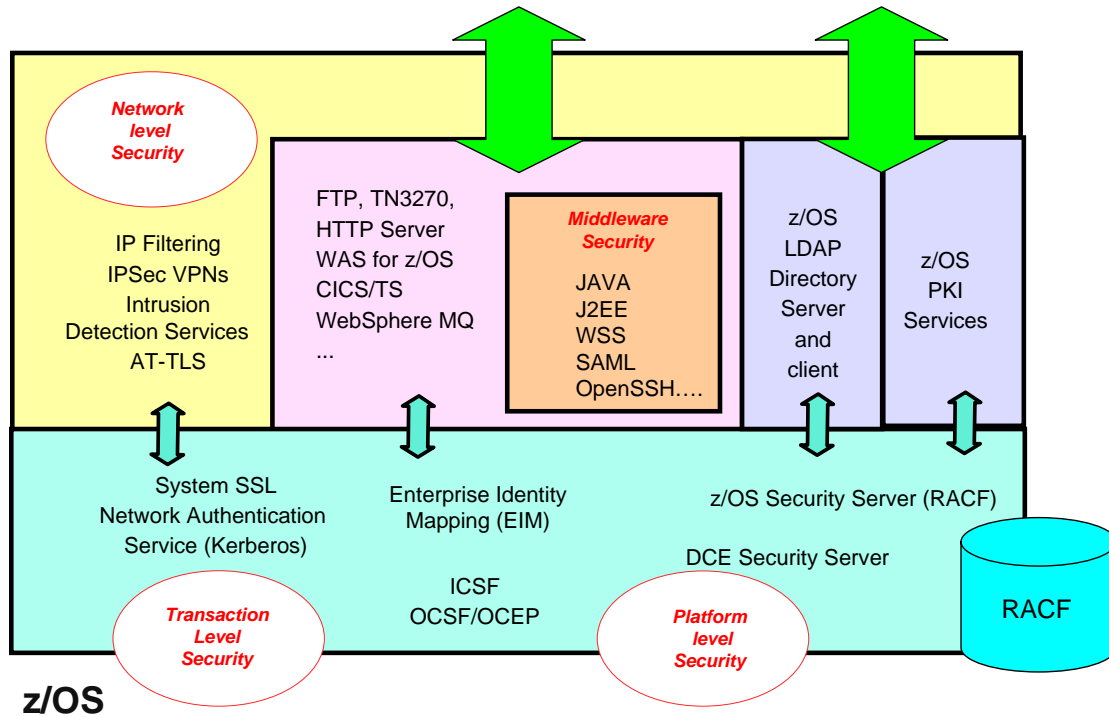 Network
level
Security
IP Filtering
IPSec VPNs
Intrusion
Detection Services
AT-TLS
FTP, TN3270,
HTTP Server
WAS for z/OS
CICS/TS
WebSphere MQ
...
Middleware
Security
JAVA
J2EE
WSS
SAML
OpenSSH....
z/OS
LDAP
Directory
Server
and
client
z/OS
PKI
Services
System SSL
Network Authentication
Service (Kerberos)
Enterprise Identity
Mapping (EIM)
z/OS Security Server (RACF)
DCE Security Server
ICSF
OCSF/OCEP
Transaction
Level
Security
Platform
level
Security
RACF
z/OS